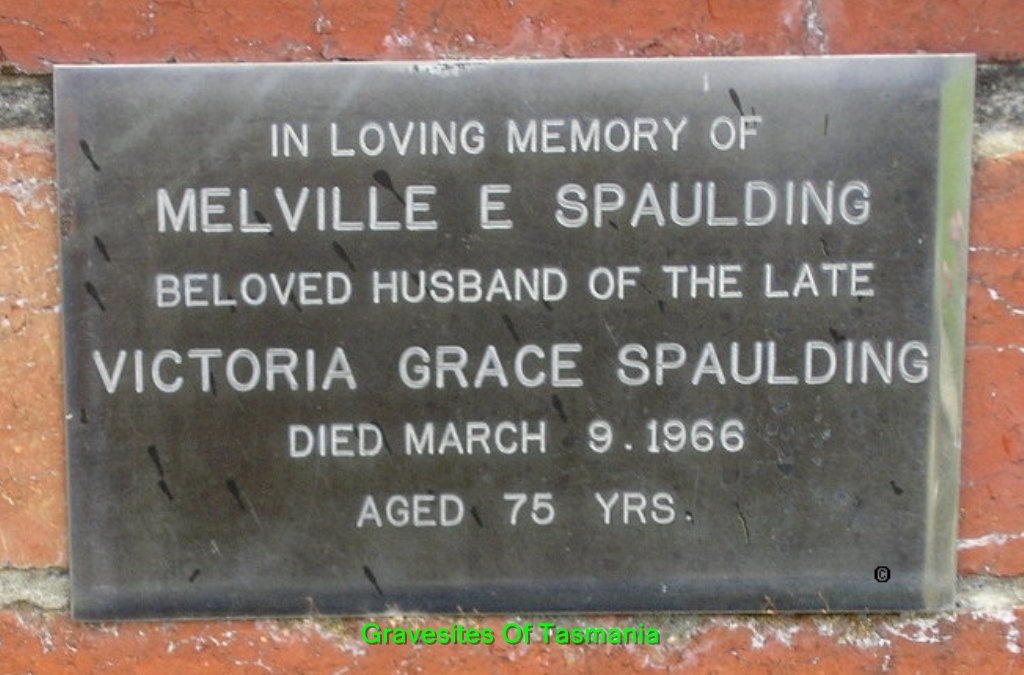 IN LOVING MEMORY OF
MELVILLE E SPAULDING
BELOVED HUSBAND OF THE LATE
VICTORIA GRACE SPAULDING
DIED MARCH 9. 1966
AGED 75 YRS.
©
Gravesites Of Tasmania